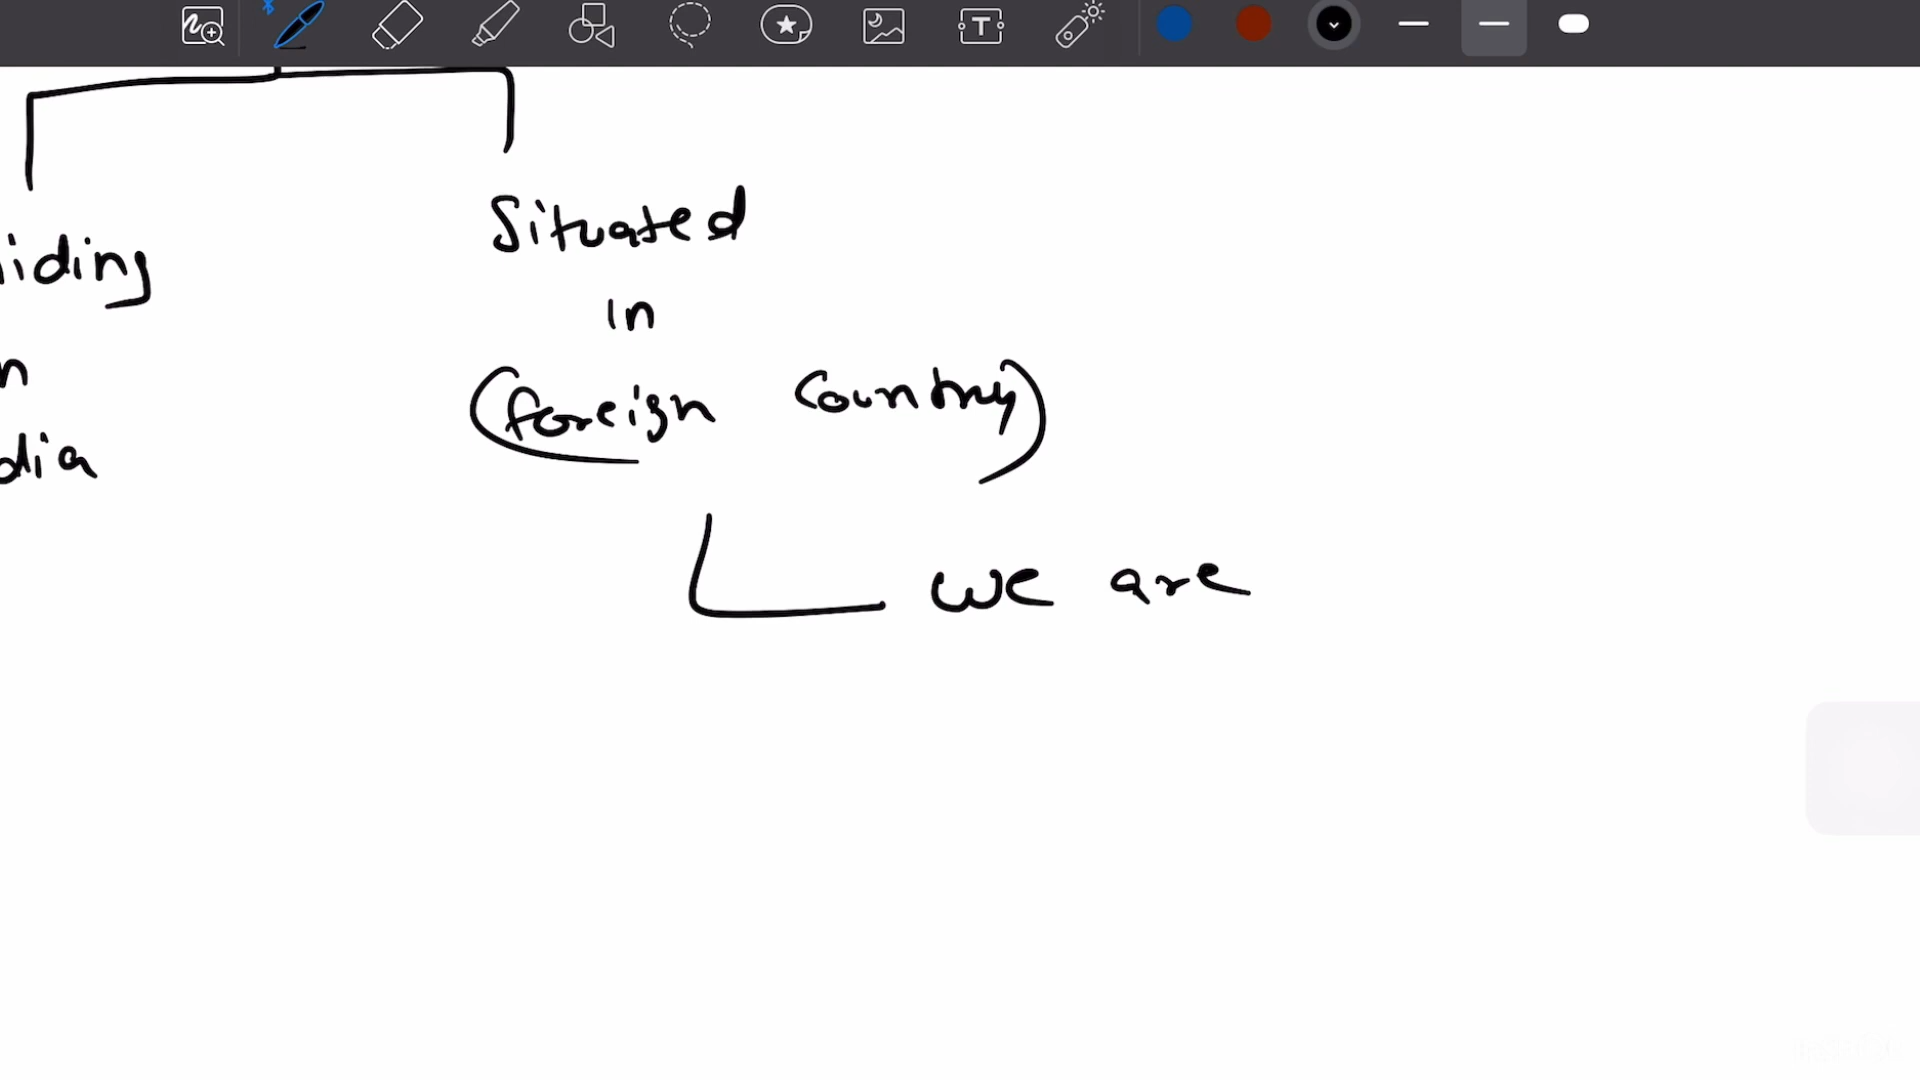 Situated
iding
in
n
(foreign Country)
dia
we are